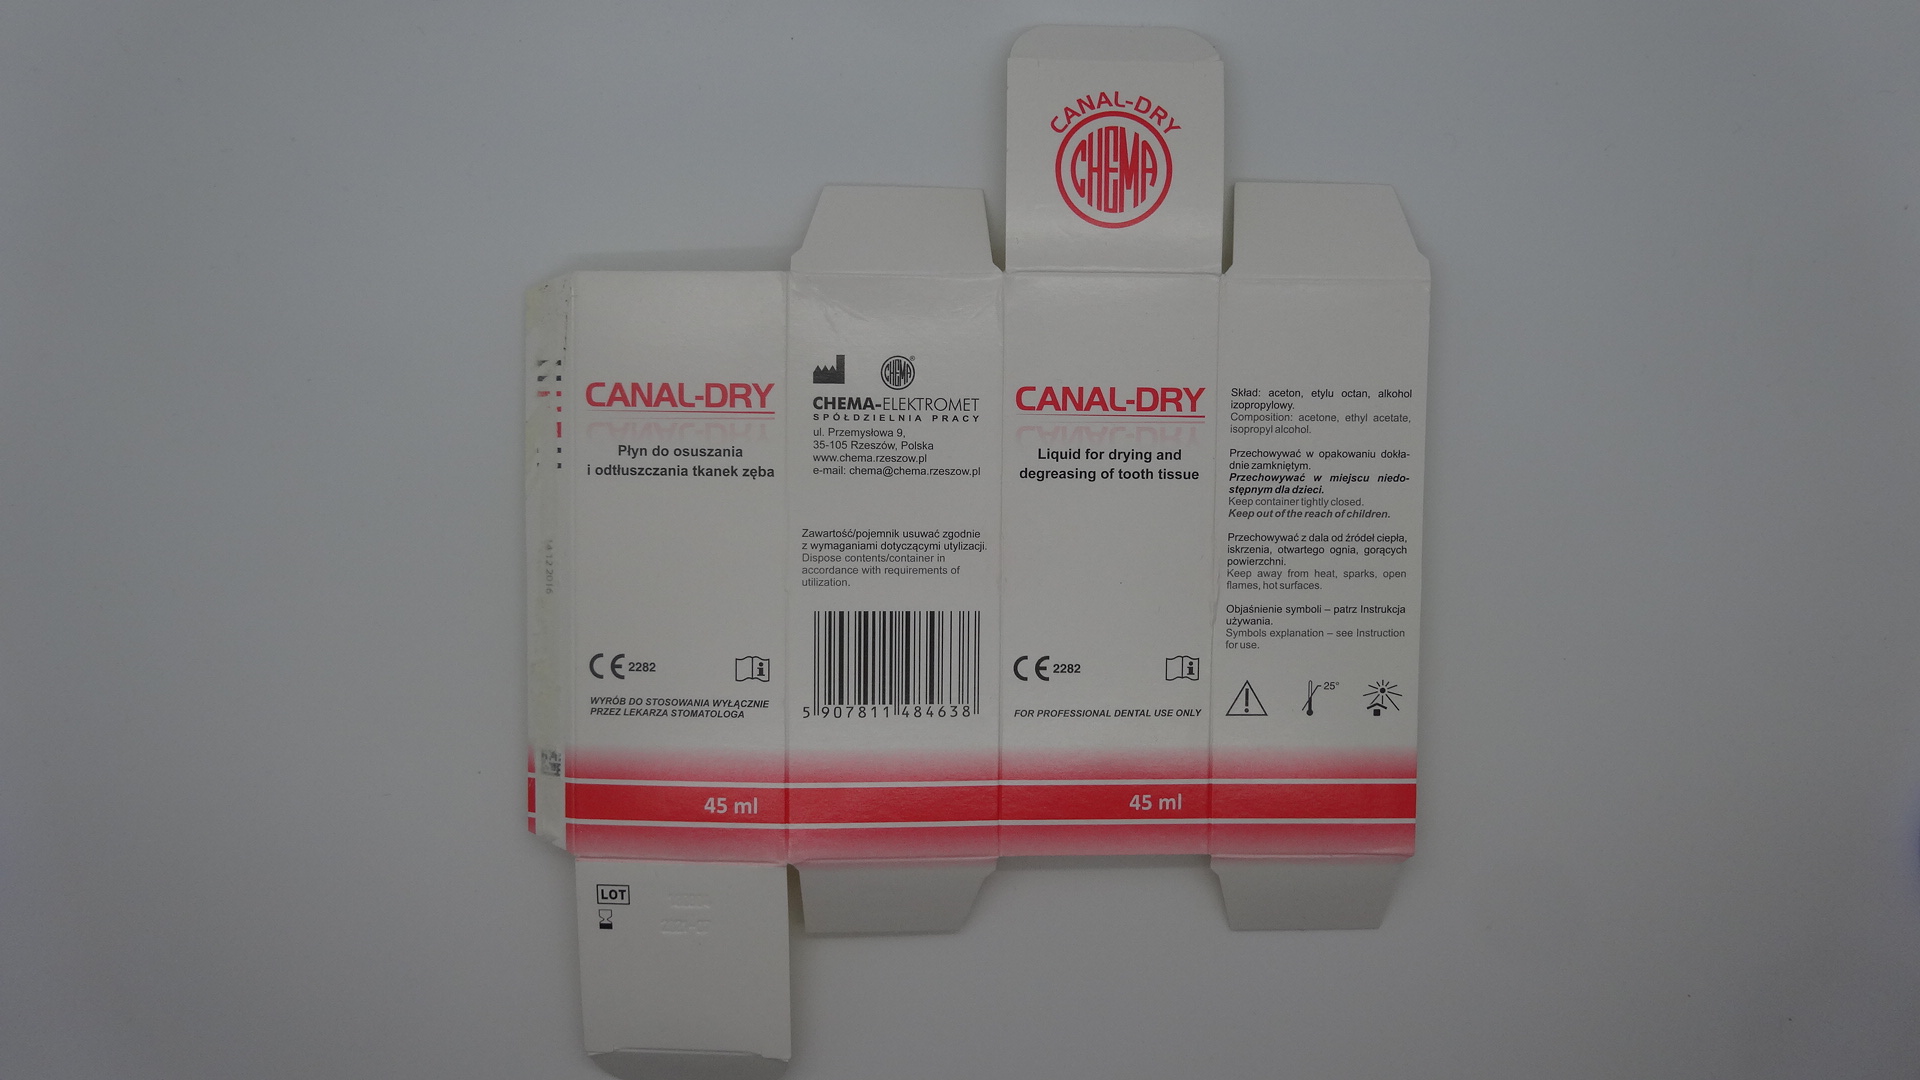 CANAL-DRY
CHEMA
CANAL-DRY
Płyn do osuszania
i odtłuszczania tkanek zęba
CE 2282
WYRÓB DO STOSOWANIA WYŁĄCZNIE
PRZEZ LEKARZA STOMATOLOGA
45 ml
LOT
14.12.2016
CHEMA
CHEMA-ELEKTROMET
SPÓŁDZIELNIA PRACY
ul. Przemysłowa 9,
35-105 Rzeszów, Polska
www.chema.rzeszow.pl
e-mail: chema@chema.rzeszow.pl
Zawartość/pojemnik usuwać zgodnie
z wymaganiami dotyczącymi utylizacji.
Dispose contents/container in
accordance with requirements of
utilization.
5 907811 484638
CANAL-DRY
Liquid for drying and
degreasing of tooth tissue
CE 2282
FOR PROFESSIONAL DENTAL USE ONLY
45 ml
Skład: aceton, etylu octan, alkohol
izopropylowy.
Composition: acetone, ethyl acetate,
isopropyl alcohol.
Przechowywać w opakowaniu dokła-
dnie zamkniętym.
Przechowywać w miejscu niedo-
stępnym dla dzieci.
Keep container tightly closed.
Keep out of the reach of children.
Przechowywać z dala od źródeł ciepła,
iskrzenia, otwartego ognia, gorących
powierzchni.
Keep away from heat, sparks, open
flames, hot surfaces.
Objaśnienie symboli – patrz Instrukcja
używania.
Symbols explanation – see Instruction
for use.
25°